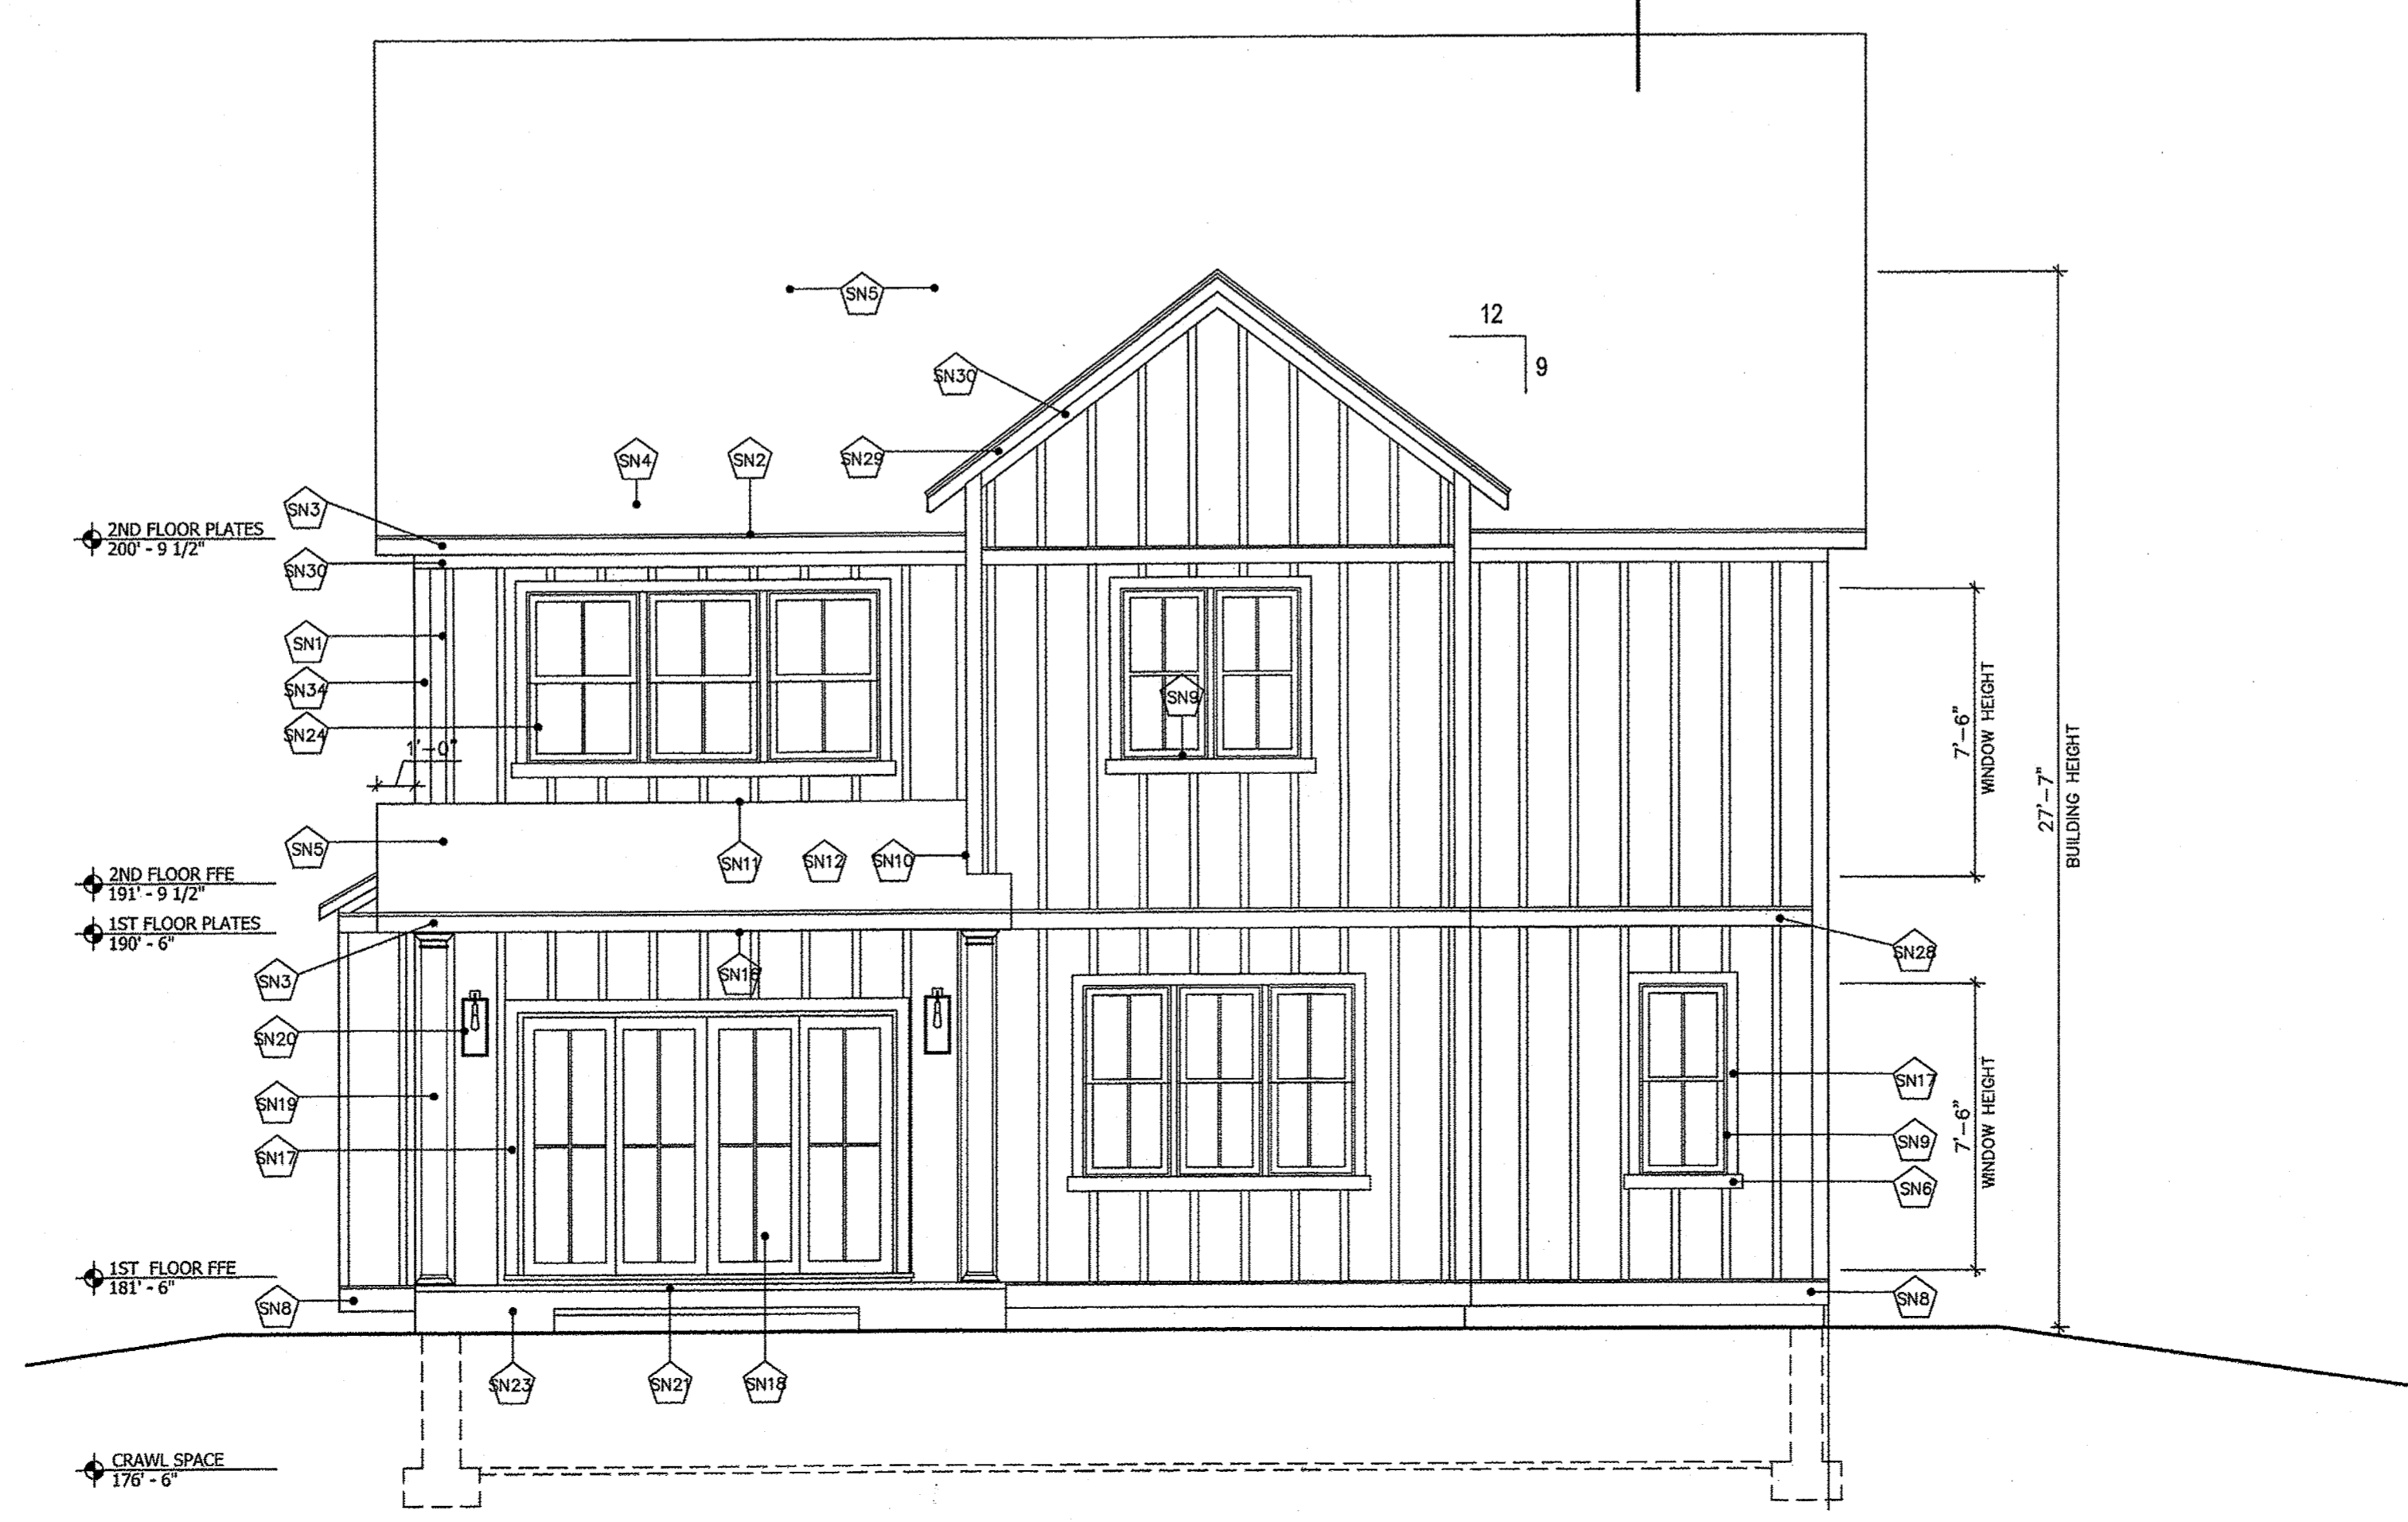 SN5
12
9
SN30
SN4
SN2
SN29
SN3
2ND FLOOR PLATES
200' - 9 1/2"
SN30
SN1
SN34
SN24
1'-0"
SN9
7'-6"
WINDOW HEIGHT
27'-7"
BUILDING HEIGHT
SN5
SN11
SN12
SN10
2ND FLOOR FFE
191' - 9 1/2"
1ST FLOOR PLATES
190' - 6"
SN3
SN16
SN28
SN20
SN19
SN17
SN17
SN9
SN6
7'-6"
WINDOW HEIGHT
1ST FLOOR FFE
181' - 6"
SN8
SN8
SN23
SN21
SN18
CRAWL SPACE
176' - 6"